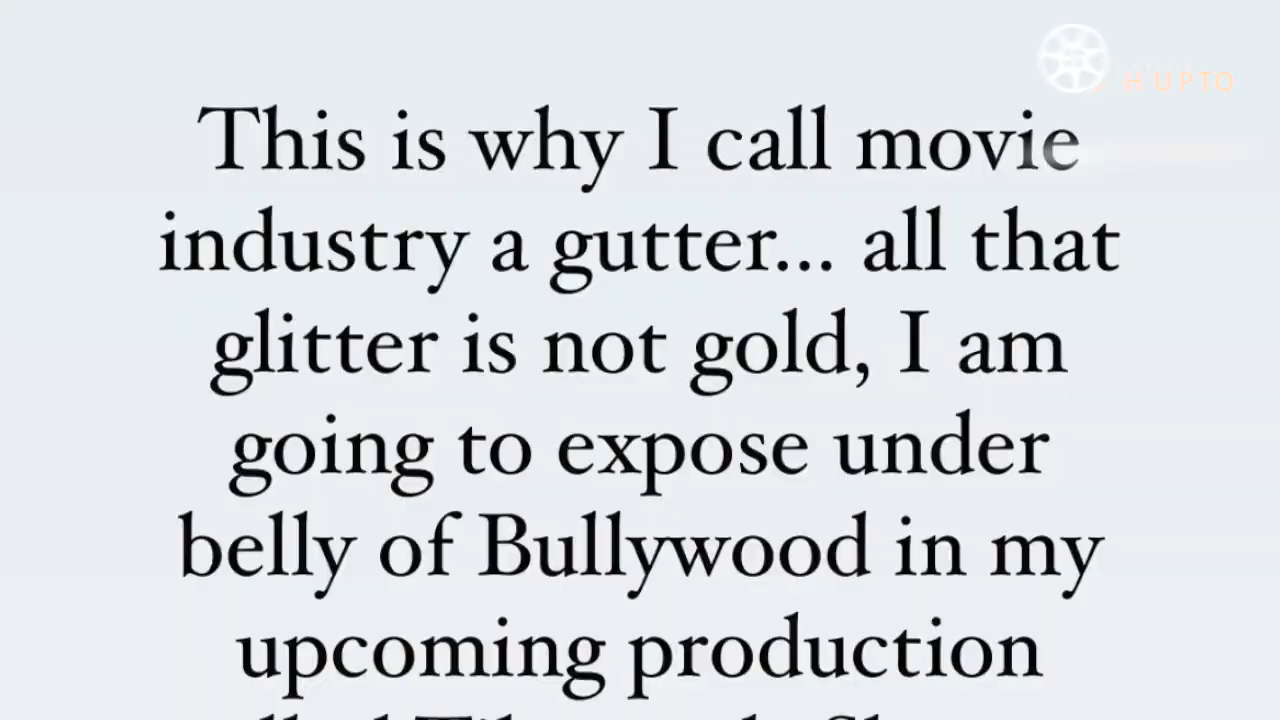 H UPTO
This is why I call movie
industry a gutter... all that
glitter is not gold, I am
going to expose under
belly of Bullywood in my
upcoming production